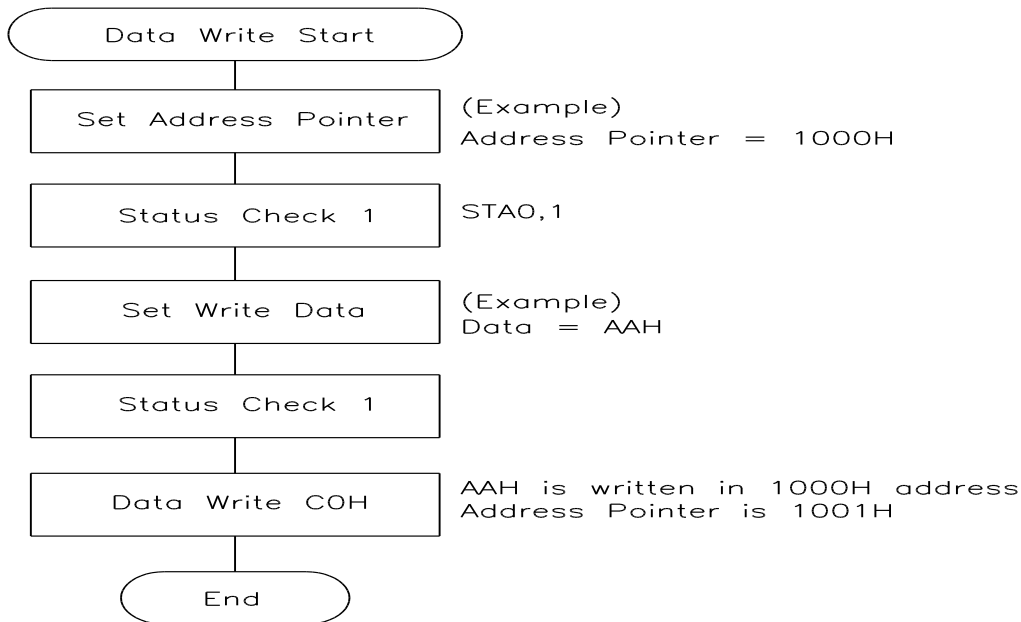 Data Write Start
Set Address Pointer
(Example)
Address Pointer = 1000H
Status Check 1
STA0,1
Set Write Data
(Example)
Data = AAH
Status Check 1
Data Write C0H
AAH is written in 1000H address
Address Pointer is 1001H
End